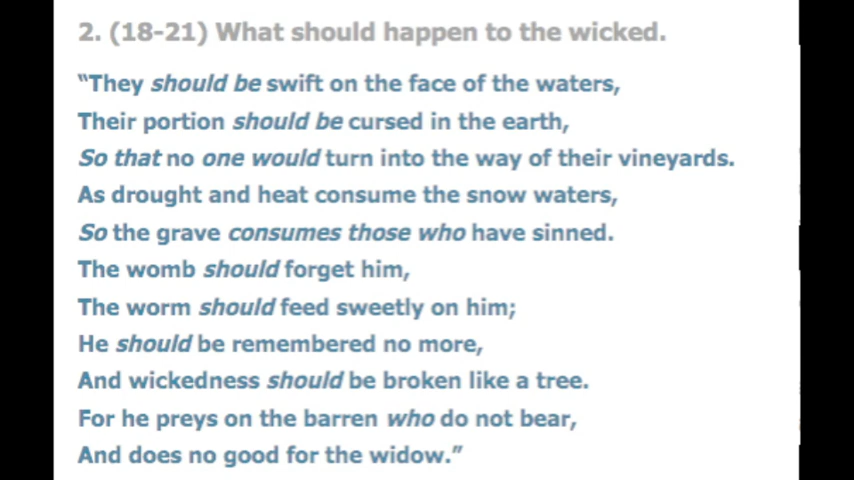 2. (18-21) What should happen to the wicked.
“They should be swift on the face of the waters,
Their portion should be cursed in the earth,
So that no one would turn into the way of their vineyards.
As drought and heat consume the snow waters,
So the grave consumes those who have sinned.
The womb should forget him,
The worm should feed sweetly on him;
He should be remembered no more,
And wickedness should be broken like a tree.
For he preys on the barren who do not bear,
And does no good for the widow.”